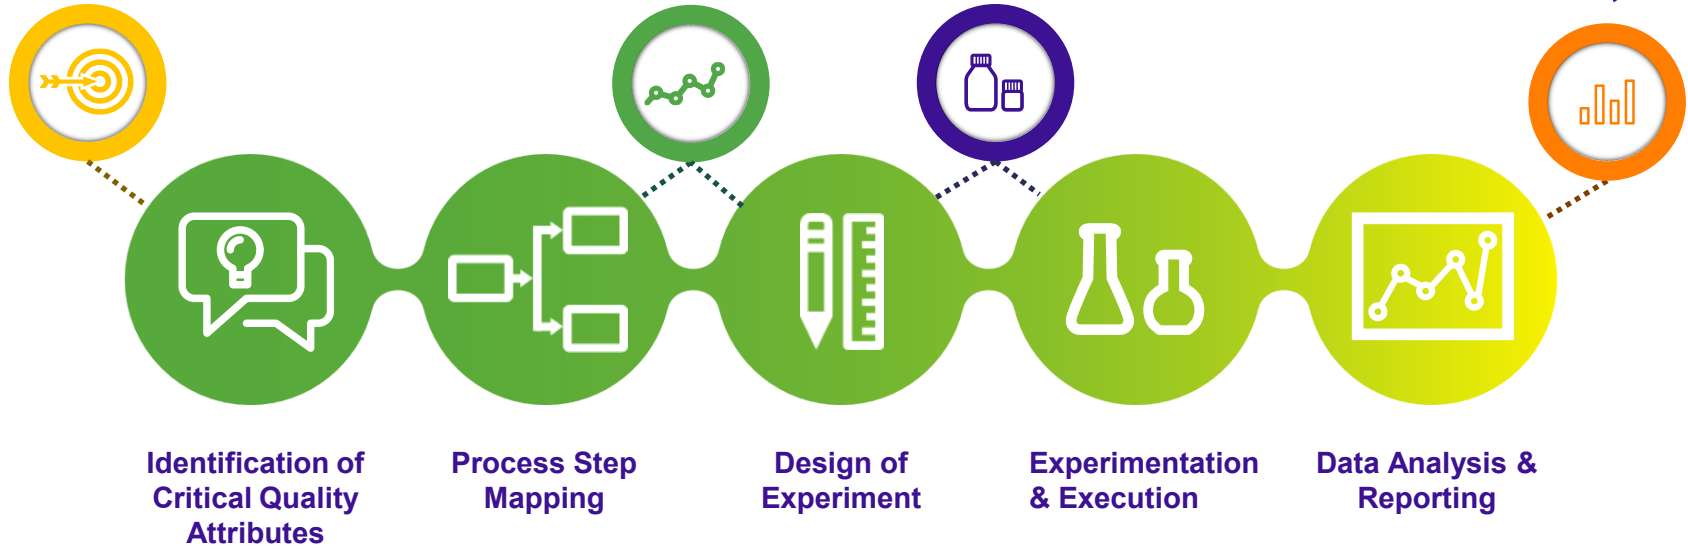 Identification of
Critical Quality
Attributes
Process Step
Mapping
Design of
Experiment
Experimentation
& Execution
Data Analysis &
Reporting